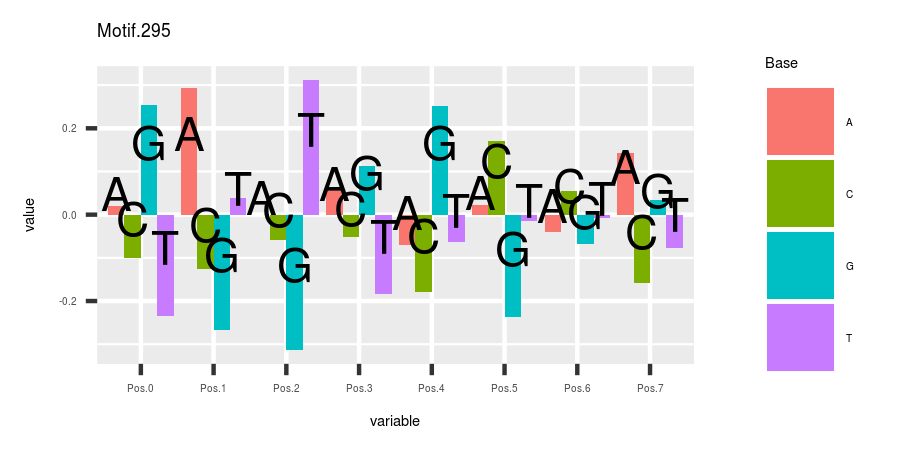 Motif.295
value
0.2
0.0
-0.2
A C G T A C G T A C G T A C G T A C G T A C G T A C G T A C G T
Pos.0 Pos.1 Pos.2 Pos.3 Pos.4 Pos.5 Pos.6 Pos.7
variable
Base
A
C
G
T